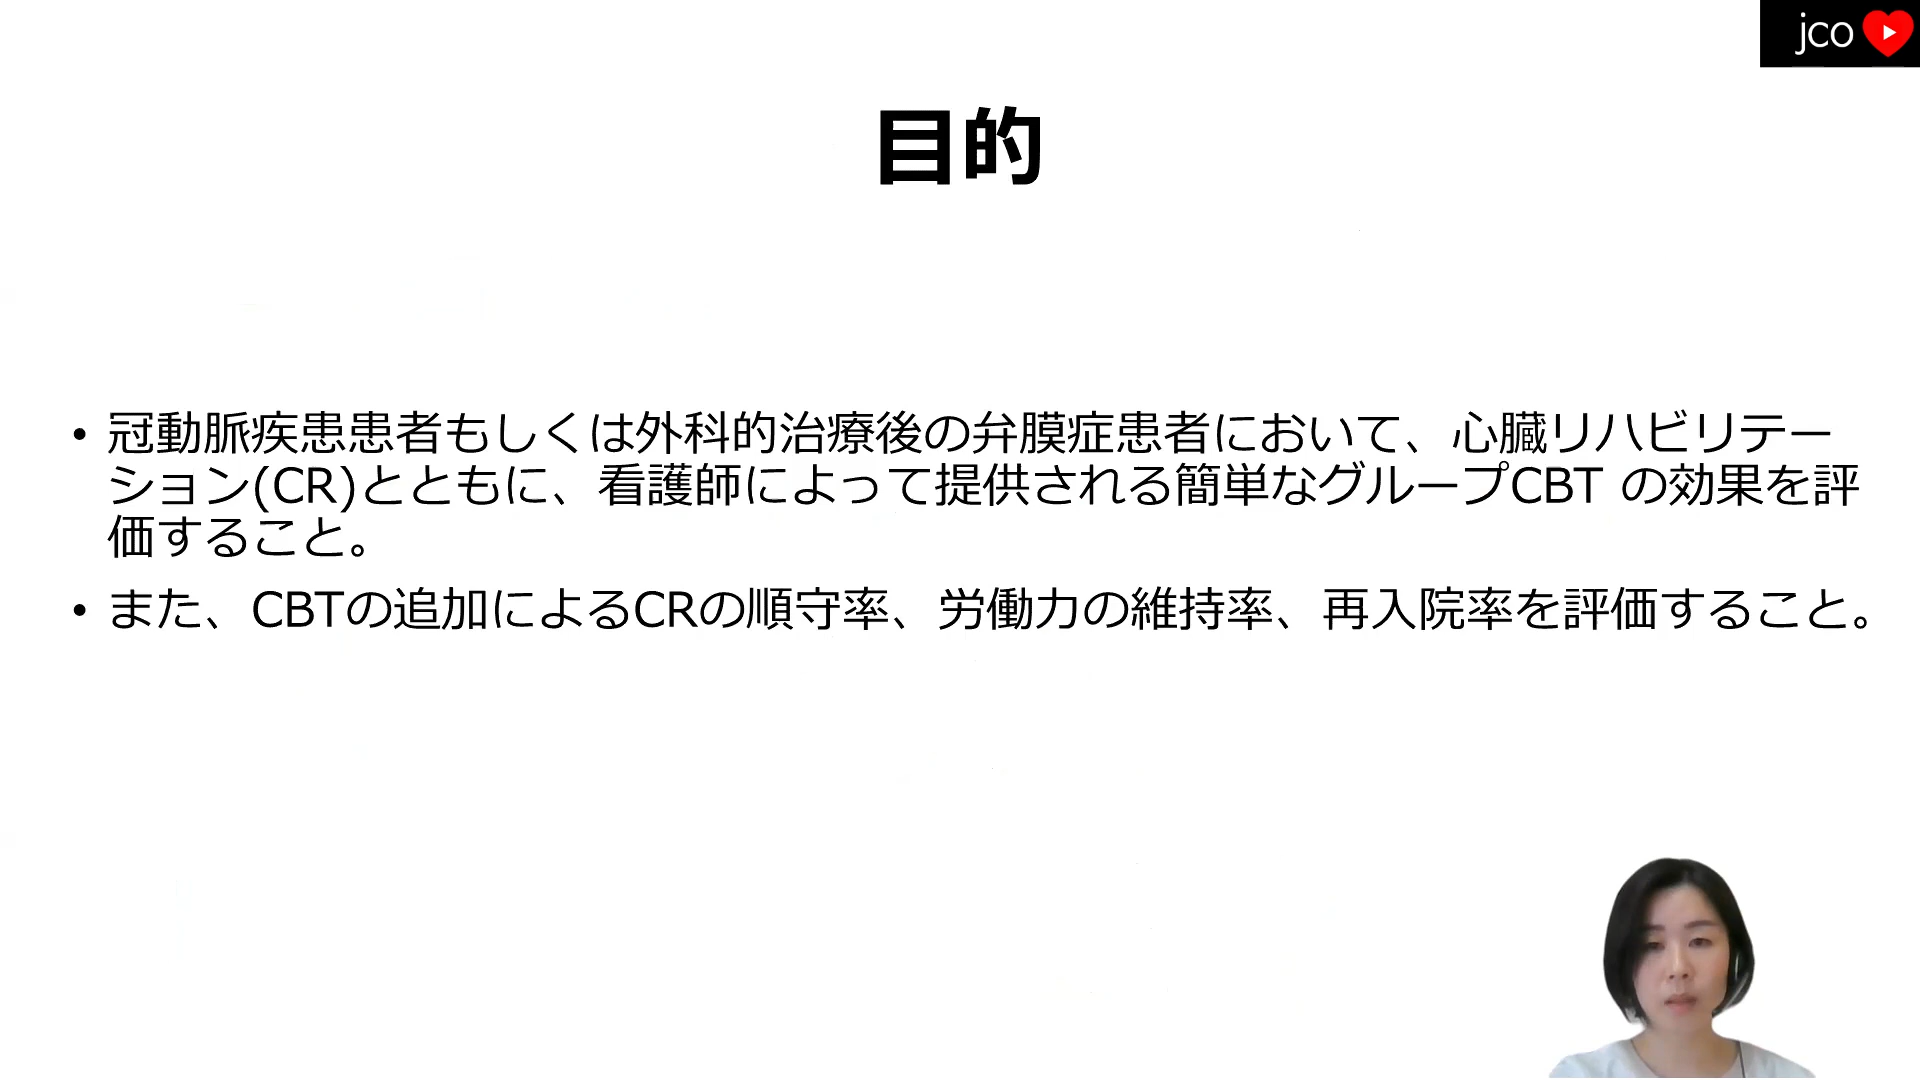 jco
目的
• 冠動脈疾患患者もしくは外科的治療後の弁膜症患者において、心臓リハビリテー
ション(CR)とともに、看護師によって提供される簡単なグループCBT の効果を評
価すること。
• また、CBTの追加によるCRの順守率、労働力の維持率、再入院率を評価すること。